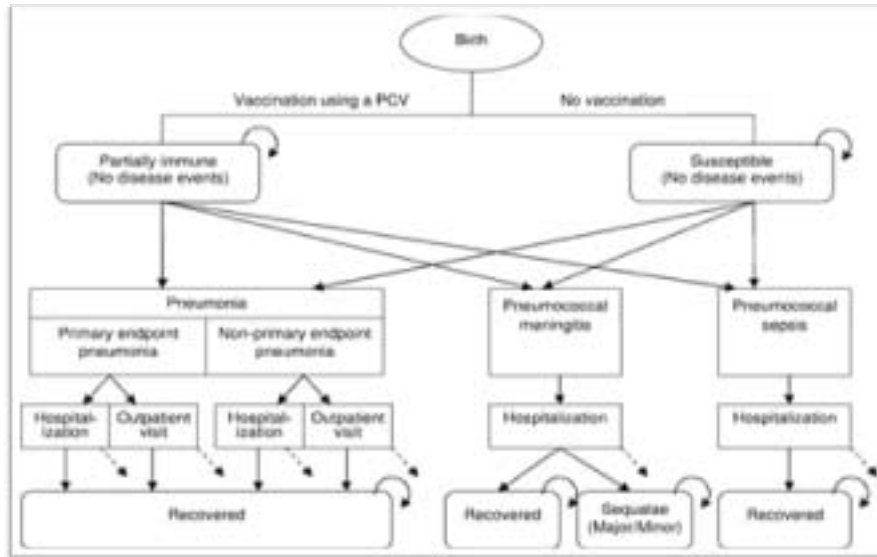 Birth
Vaccination using a PCV
No vaccination
Partially immune
(No disease events)
Susceptible
(No disease events)
Pneumonia
Primary endpoint
pneumonia
Non-primary endpoint
pneumonia
Pneumococcal
meningitis
Pneumococcal
sepsis
Hospital-
ization
Outpatient
visit
Hospital-
ization
Outpatient
visit
Hospitalization
Hospitalization
Recovered
Recovered
Sequalae
(Major/Minor)
Recovered